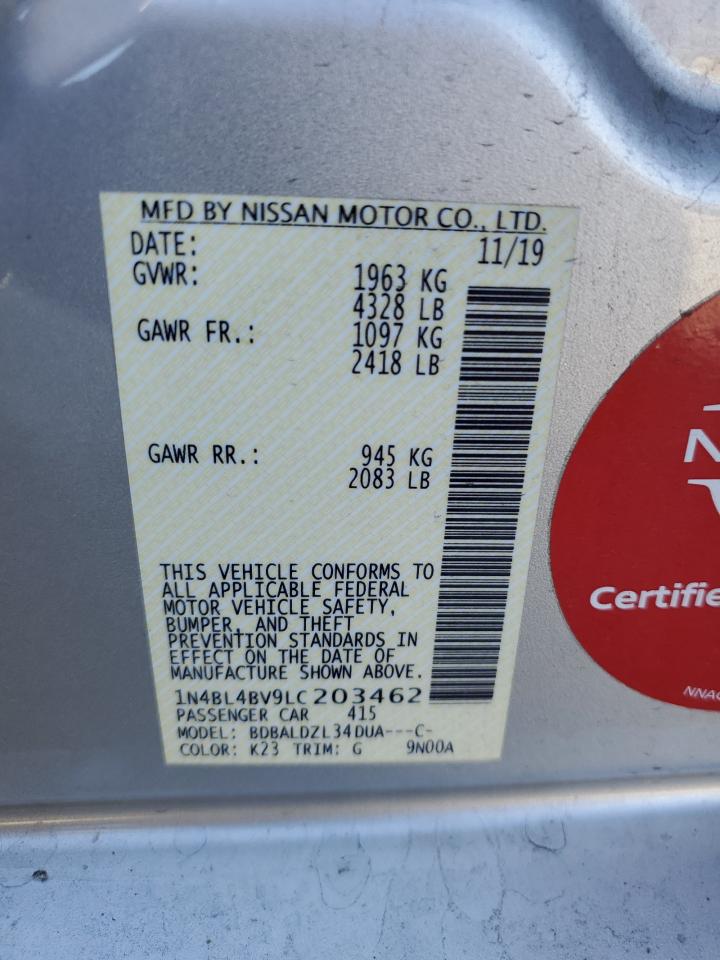 MFD BY NISSAN MOTOR CO., LTD.
DATE: 11/19
GVWR: 1963 KG
4328 LB
GAWR FR.: 1097 KG
2418 LB
GAWR RR.: 945 KG
2083 LB
THIS VEHICLE CONFORMS TO
ALL APPLICABLE FEDERAL
MOTOR VEHICLE SAFETY,
BUMPER, AND THEFT
PREVENTION STANDARDS IN
EFFECT ON THE DATE OF
MANUFACTURE SHOWN ABOVE.
1N4BL4BV9LC203462
PASSENGER CAR 415
MODEL: BDBALDZL34DUA---C-
COLOR: K23 TRIM: G 9N00A